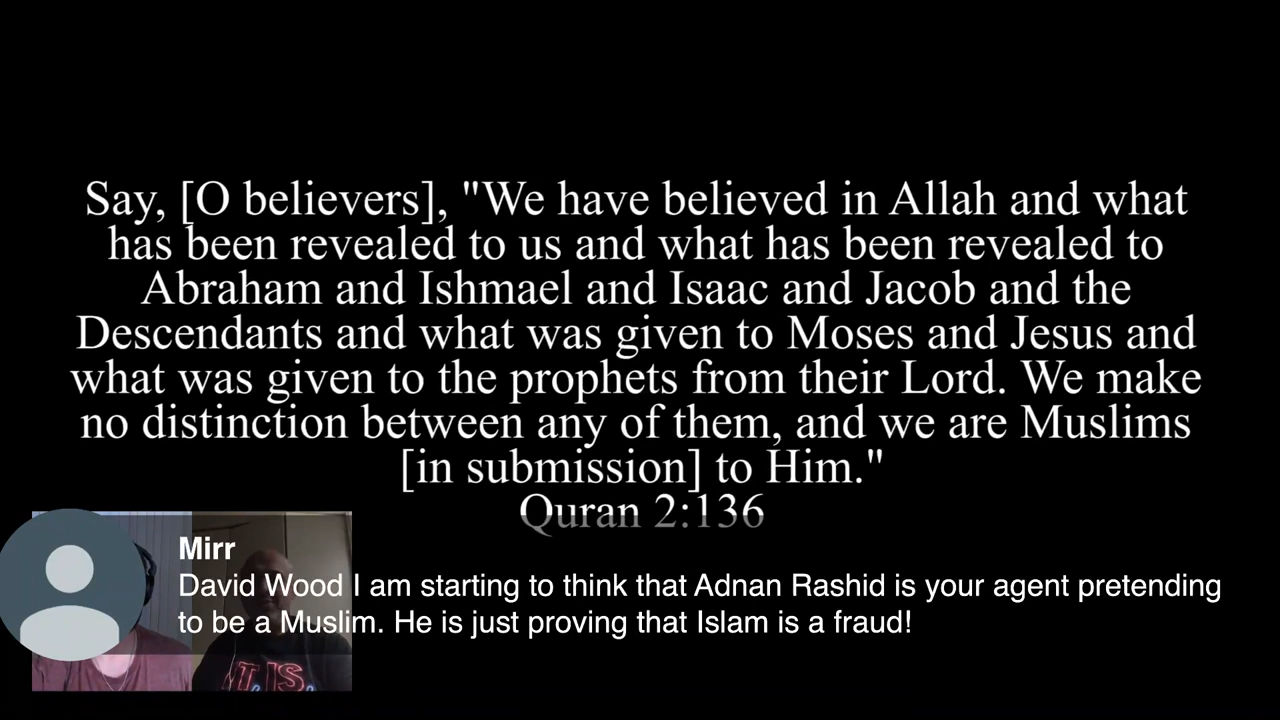 Say, [O believers], "We have believed in Allah and what
has been revealed to us and what has been revealed to
Abraham and Ishmael and Isaac and Jacob and the
Descendants and what was given to Moses and Jesus and
what was given to the prophets from their Lord. We make
no distinction between any of them, and we are Muslims
[in submission] to Him."
Quran 2:136
Mirr
David Wood I am starting to think that Adnan Rashid is your agent pretending
to be a Muslim. He is just proving that Islam is a fraud!